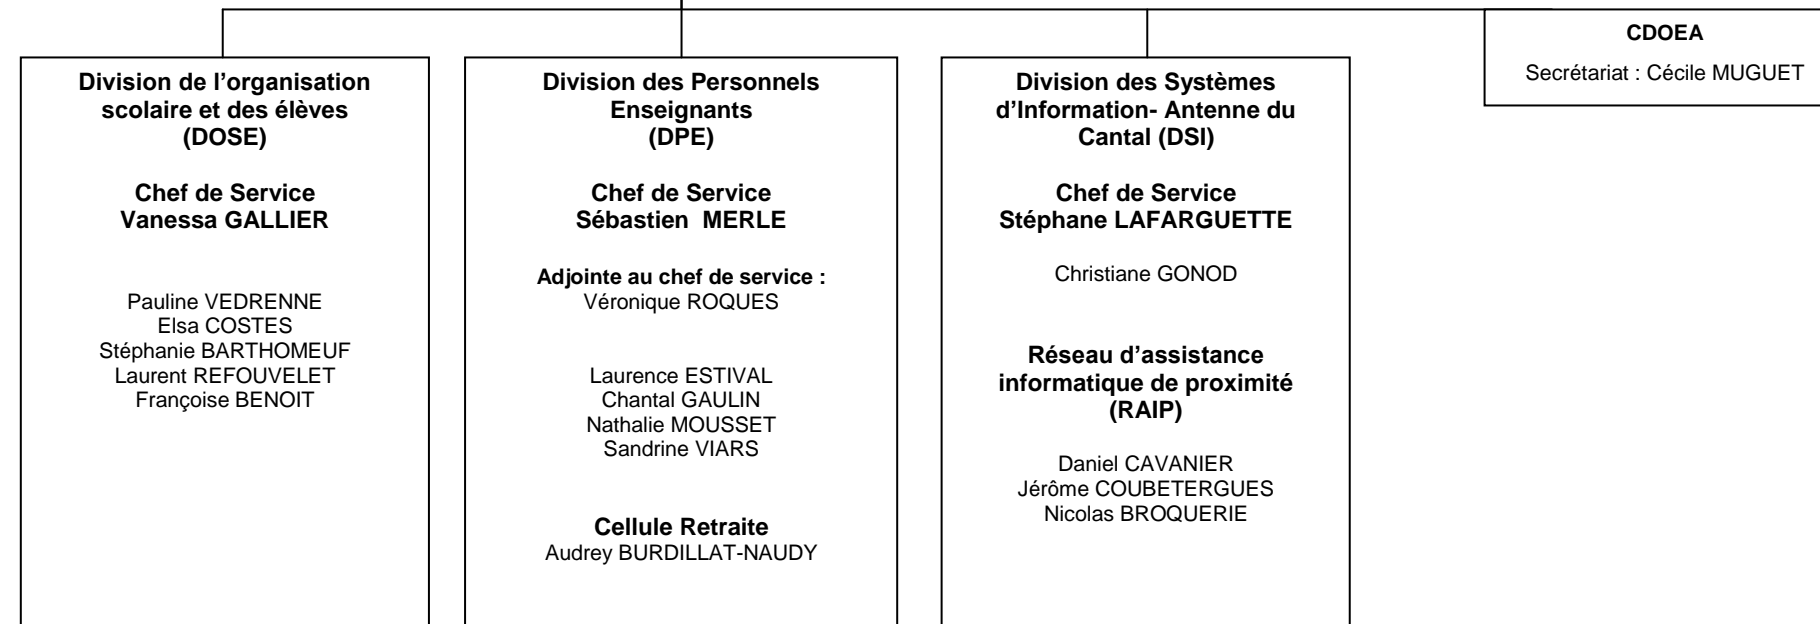 Division de l’organisation
scolaire et des élèves
(DOSE)
Chef de Service
Vanessa GALLIER
Pauline VEDRENNE
Elsa COSTES
Stéphanie BARTHOMEUF
Laurent REFOUVELET
Françoise BENOIT
Division des Personnels
Enseignants
(DPE)
Chef de Service
Sébastien MERLE
Adjointe au chef de service :
Véronique ROQUES
Laurence ESTIVAL
Chantal GAULIN
Nathalie MOUSSET
Sandrine VIARS
Cellule Retraite
Audrey BURDILLAT-NAUDY
Division des Systèmes
d’Information- Antenne du
Cantal (DSI)
Chef de Service
Stéphane LAFARGUETTE
Christiane GONOD
Réseau d’assistance
informatique de proximité
(RAIP)
Daniel CAVANIER
Jérôme COUBETERGUES
Nicolas BROQUERIE
CDOEA
Secrétariat : Cécile MUGUET